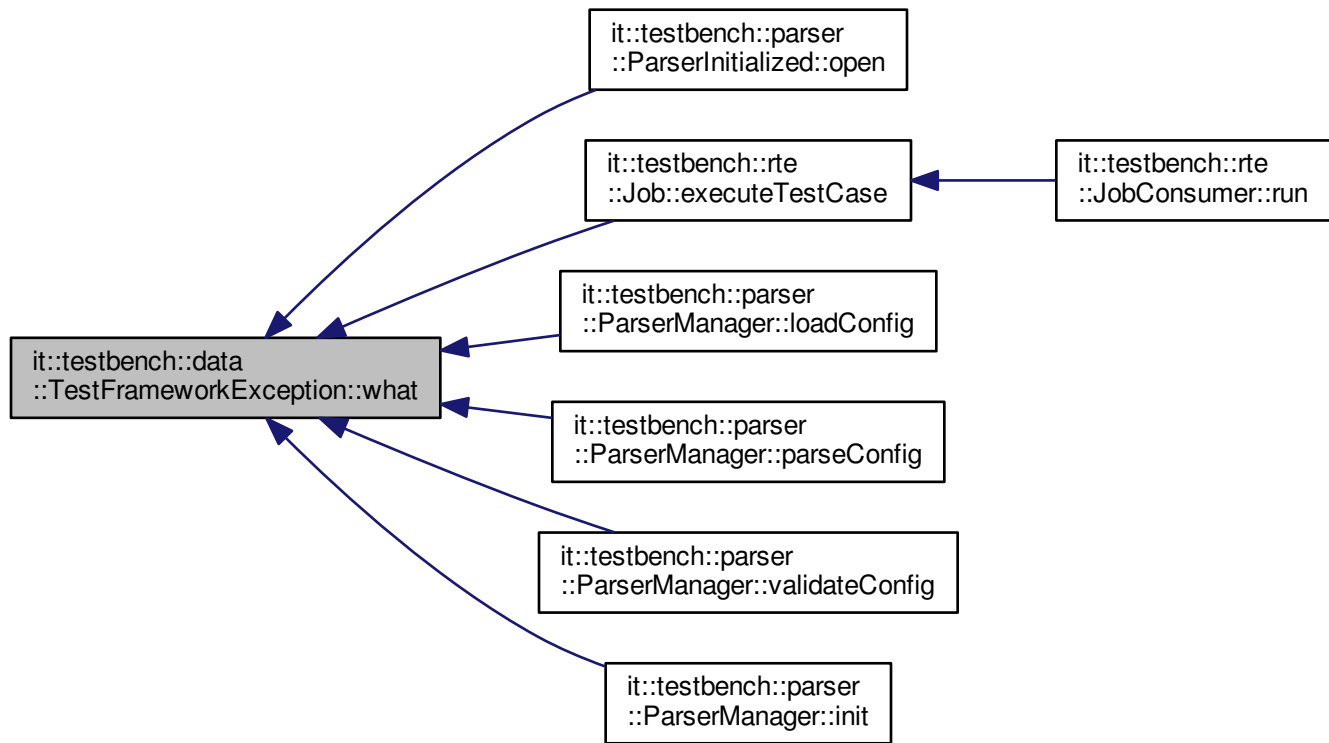 it::testbench::parser
::ParserInitialized::open
it::testbench::rte
::Job::executeTestCase
it::testbench::rte
::JobConsumer::run
it::testbench::parser
::ParserManager::loadConfig
it::testbench::data
::TestFrameworkException::what
it::testbench::parser
::ParserManager::parseConfig
it::testbench::parser
::ParserManager::validateConfig
it::testbench::parser
::ParserManager::init